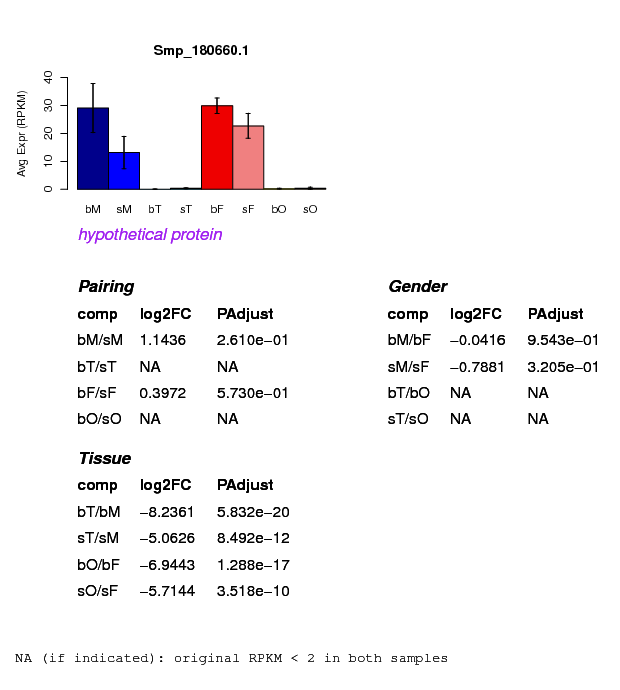 Smp_180660.1
Avg Expr (RPKM)
40
30
20
10
0
bM sM bT sT bF sF bO sO
hypothetical protein
Pairing
comp log2FC PAdjust
bM/sM 1.1436 2.610e−01
bT/sT NA NA
bF/sF 0.3972 5.730e−01
bO/sO NA NA
Gender
comp log2FC PAdjust
bM/bF −0.0416 9.543e−01
sM/sF −0.7881 3.205e−01
bT/bO NA NA
sT/sO NA NA
Tissue
comp log2FC PAdjust
bT/bM −8.2361 5.832e−20
sT/sM −5.0626 8.492e−12
bO/bF −6.9443 1.288e−17
sO/sF −5.7144 3.518e−10
NA (if indicated): original RPKM < 2 in both samples